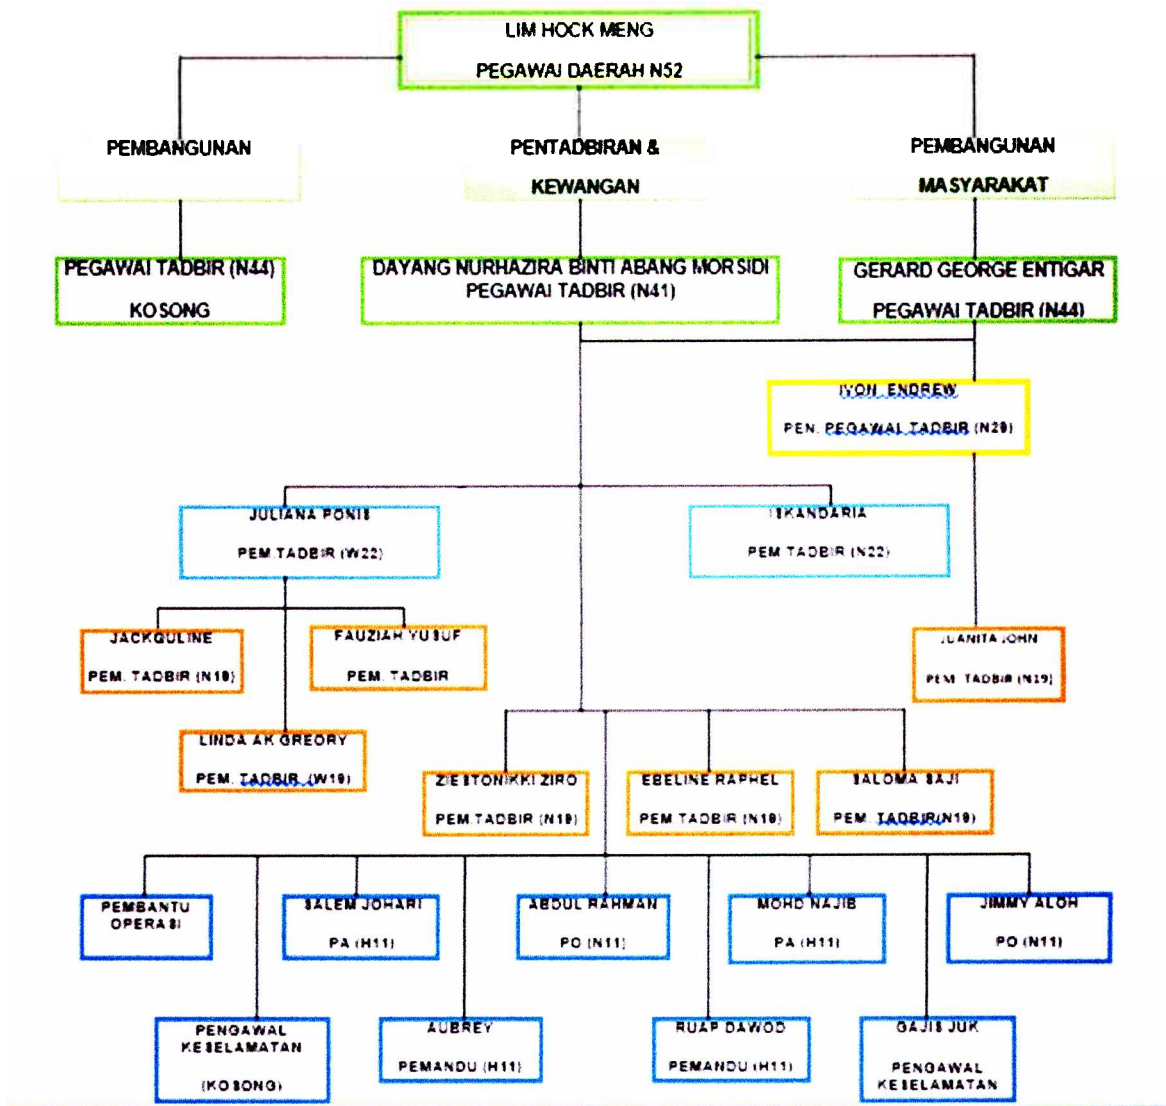 LIM HOCK MENG
PEGAWAI DAERAH N52
PEMBANGUNAN
PENTADBIRAN &
KEWANGAN
PEMBANGUNAN
MASYARAKAT
PEGAWAI TADBIR (N44)
KOSONG
DAYANG NURHAZIRA BINTI ABANG MORSIDI
PEGAWAI TADBIR (N41)
GERARD GEORGE ENTIGAR
PEGAWAI TADBIR (N44)
IVON ENDREW
PEN. PEGAWAI TADBIR (N29)
JULIANA PONIS
PEM.TADBIR (W22)
ISKANDARIA
PEM.TADBIR (N22)
JACKQULINE
PEM. TADBIR (N19)
FAUZIAH YUSUF
PEM. TADBIR
JUANITA JOHN
PEM. TADBIR (N19)
LINDA AK GREORY
PEM. TADBIR (W19)
ZIESTONIKKI ZIRO
PEM.TADBIR (N19)
EBELINE RAPHEL
PEM.TADBIR (N19)
SALOMA SAJI
PEM. TADBIR(N19)
PEMBANTU
OPERASI
SALEM JOHARI
PA (H11)
ABDUL RAHMAN
PO (N11)
MOHD NAJIB
PA (H11)
JIMMY ALOH
PO (N11)
PENGAWAL
KESELAMATAN
(KOSONG)
AUBREY
PEMANDU (H11)
RUAP DAWOD
PEMANDU (H11)
GAJIS JUK
PENGAWAL
KESELAMATAN